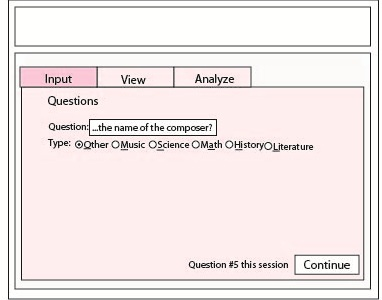 Input View Analyze
Questions
Question: ...the name of the composer?
Type: Other Music Science Math History Literature
Question #5 this session Continue